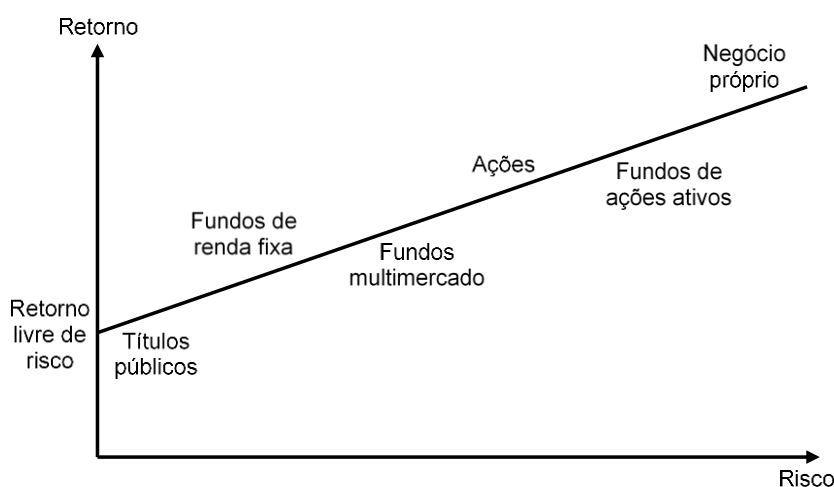 Retorno
Negócio
próprio
Ações
Fundos de
ações ativos
Fundos de
renda fixa
Fundos
multimercado
Retorno
livre de
risco
Títulos
públicos
Risco